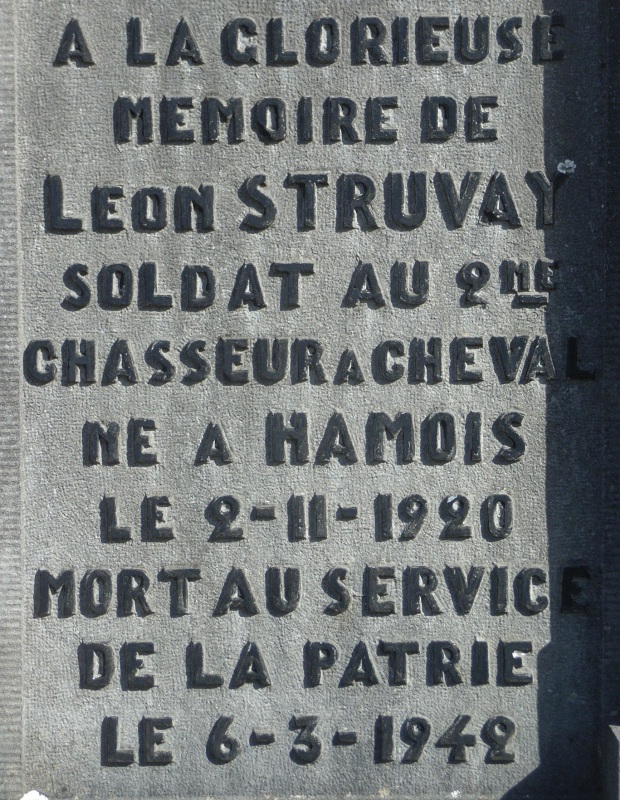 A LA GLORIEUSE
MEMOIRE DE
LEON STRUVAY
SOLDAT AU 2ME
CHASSEUR A CHEVAL
NE A HAMOIS
LE 2-11-1920
MORT AU SERVICE
DE LA PATRIE
LE 6-3-1942